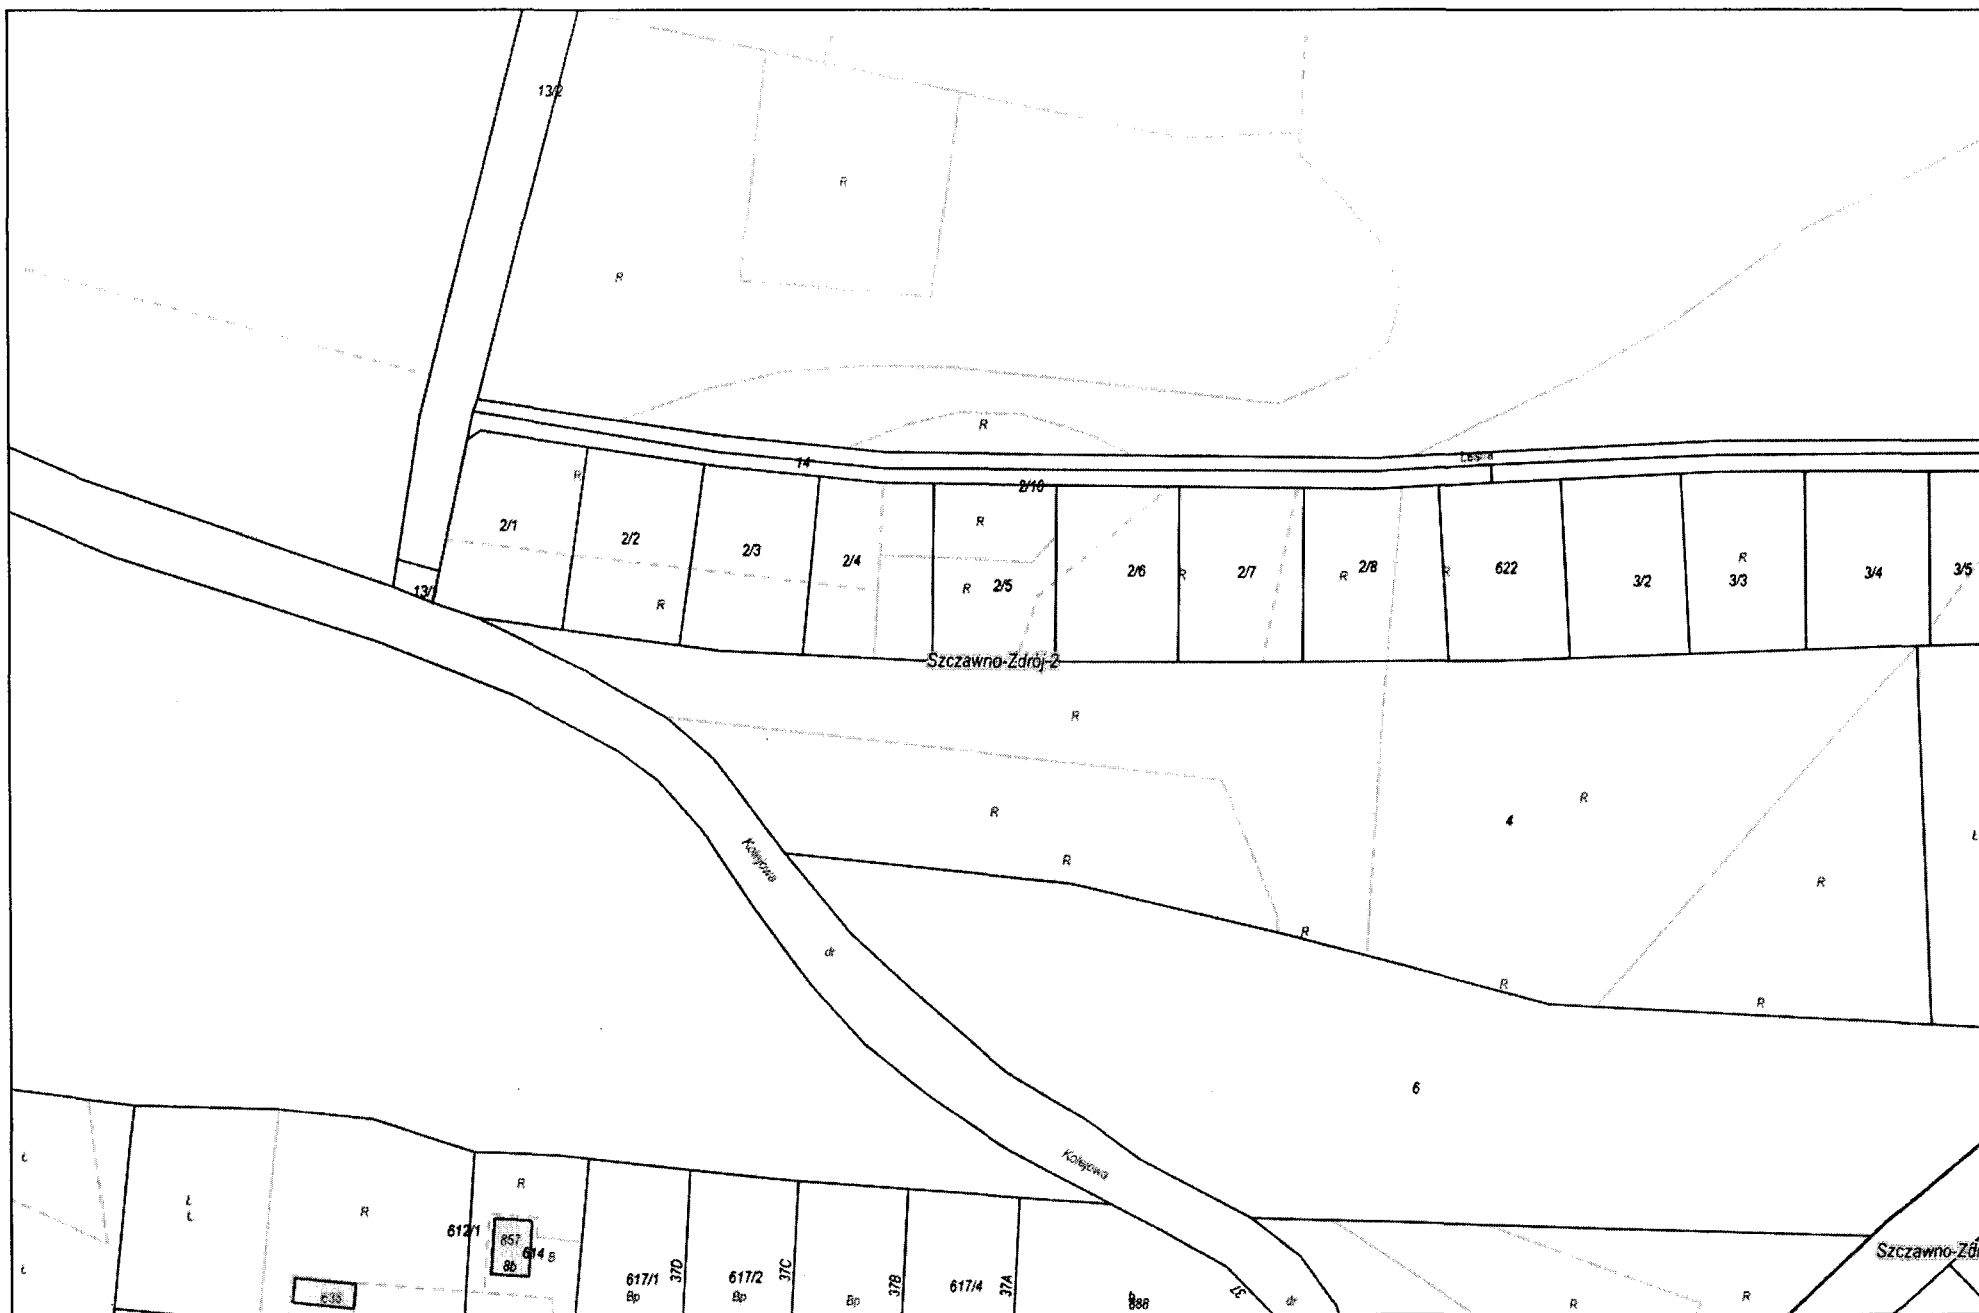 13/2
R
R
R
14
Leśna
2/10
R
R
2/1
2/2
2/3
2/4
R
2/5
2/6
R
2/7
R
2/8
R
622
3/2
R
3/3
3/4
3/5
13/1
R
Szczawno-Zdrój-2
R
R
R
R
4
Ł
Kolejowa
R
R
dr
R
R
R
6
Ł
Kolejowa
Ł
Ł
R
R
612/1
857
614
B
8b
Szczawno-Zd
Ł
617/1
37D
617/2
37C
37B
617/4
37A
37
Bp
Bp
Bp
b
886
dr
R
R